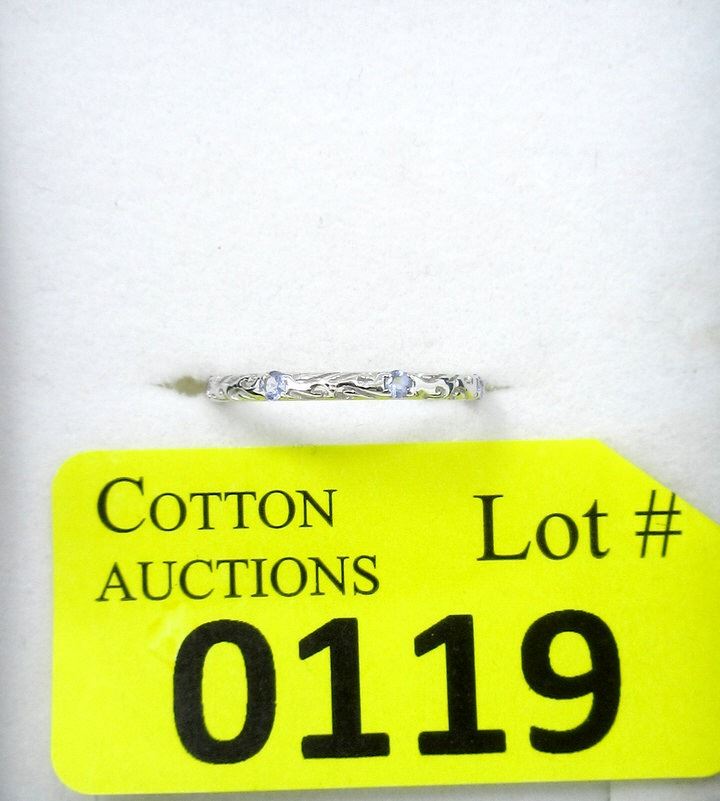 COTTON
AUCTIONS
Lot #
0119